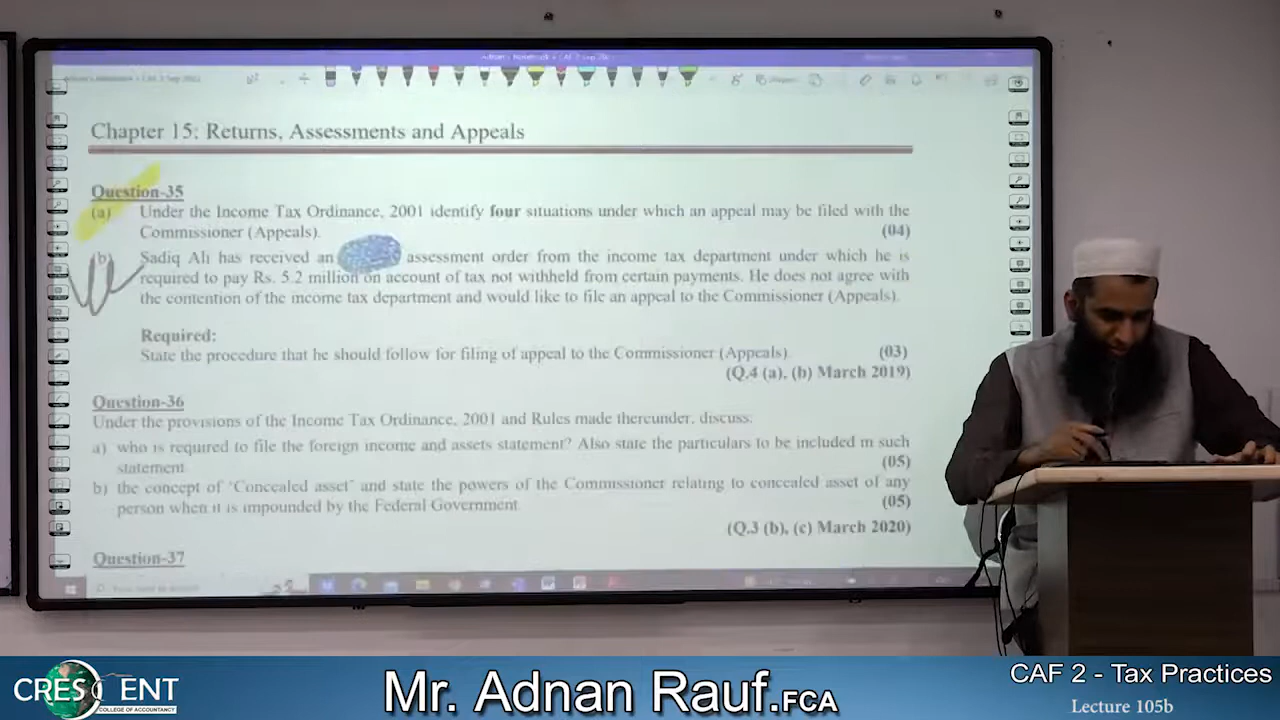 Chapter 15: Returns, Assessments and Appeals
Question-35
(a) Under the Income Tax Ordinance, 2001 identify four situations under which an appeal may be filed with the
Commissioner (Appeals). (04)
(b) Sadiq Ali has received an assessment order from the income tax department under which he is
required to pay Rs. 5.2 million on account of tax not withheld from certain payments. He does not agree with
the contention of the income tax department and would like to file an appeal to the Commissioner (Appeals).
Required:
State the procedure that he should follow for filing of appeal to the Commissioner (Appeals). (03)
(Q.4 (a), (b) March 2019)
Question-36
Under the provisions of the Income Tax Ordinance, 2001 and Rules made thereunder, discuss:
a) who is required to file the foreign income and assets statement? Also state the particulars to be included in such
statement (05)
b) the concept of ‘Concealed asset’ and state the powers of the Commissioner relating to concealed asset of any
person when it is impounded by the Federal Government (05)
(Q.3 (b), (c) March 2020)
Question-37
CRESCENT
COLLEGE OF ACCOUNTANCY
Mr. Adnan Rauf.FCA
CAF 2 - Tax Practices
Lecture 105b